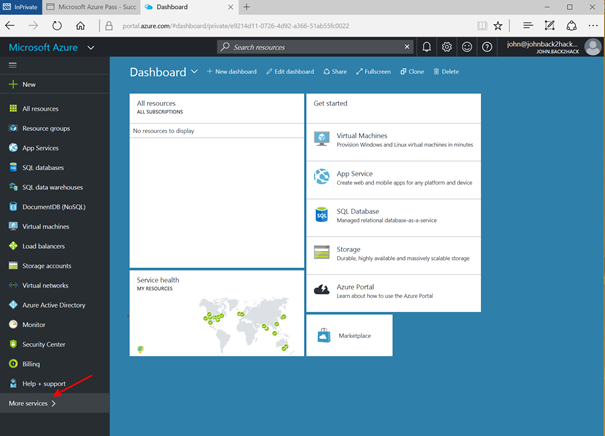 InPrivate
Microsoft Azure Pass - Succ
Dashboard
portal.azure.com/#dashboard/private/e9214d11-0726-4d92-a366-51ab55fc0022
Microsoft Azure
Search resources
john@johnback2hack...
JOHN.BACK2HACK
New
All resources
Resource groups
App Services
SQL databases
SQL data warehouses
DocumentDB (NoSQL)
Virtual machines
Load balancers
Storage accounts
Virtual networks
Azure Active Directory
Monitor
Security Center
Billing
Help + support
More services
Dashboard
New dashboard
Edit dashboard
Share
Fullscreen
Clone
Delete
All resources
ALL SUBSCRIPTIONS
No resources to display
Service health
MY RESOURCES
Get started
Virtual Machines
Provision Windows and Linux virtual machines in minutes
App Service
Create web and mobile apps for any platform and device
SQL
SQL Database
Managed relational database-as-a-service
Storage
Durable, highly available and massively scalable storage
Azure Portal
Learn about how to use the Azure Portal
Marketplace